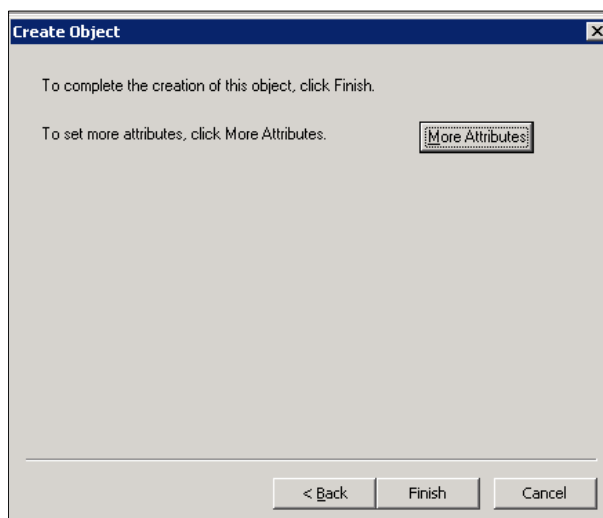 Create Object
To complete the creation of this object, click Finish.
To set more attributes, click More Attributes.
More Attributes
< Back
Finish
Cancel